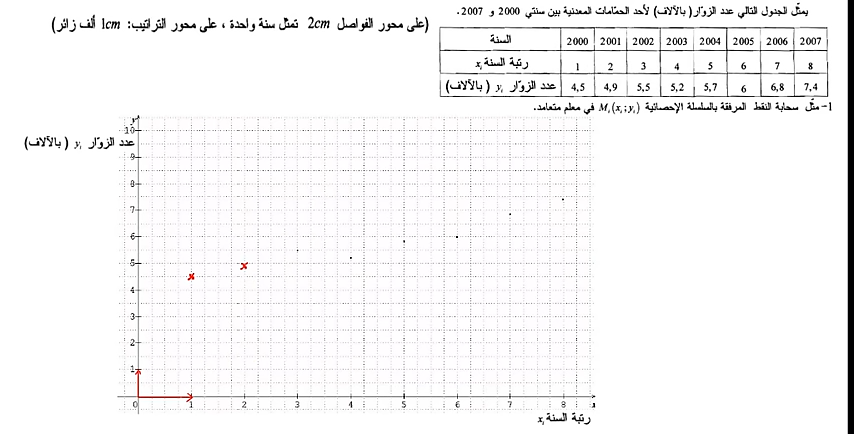 يمثّل الجدول التالي عدد الزوّار( بالآلاف) لأحد الحمّامات المعدنية بين سنتي 2000 و 2007.
(على محور الفواصل 2cm تمثل سنة واحدة ، على محور التراتيب: 1cm ألف زائر)
السنة 2000 2001 2002 2003 2004 2005 2006 2007
رتبة السنة xᵢ 1 2 3 4 5 6 7 8
عدد الزوّار yᵢ ( بالآلاف) 4,5 4,9 5,5 5,2 5,7 6 6,8 7,4
1- مثّل سحابة النقط المرفقة بالسلسلة الإحصائية Mᵢ(xᵢ;yᵢ) في معلم متعامد.
y
10
عدد الزوّار yᵢ ( بالآلاف)
9
8
7
6
5
4
3
2
1
0 1 2 3 4 5 6 7 8 x
رتبة السنة xᵢ